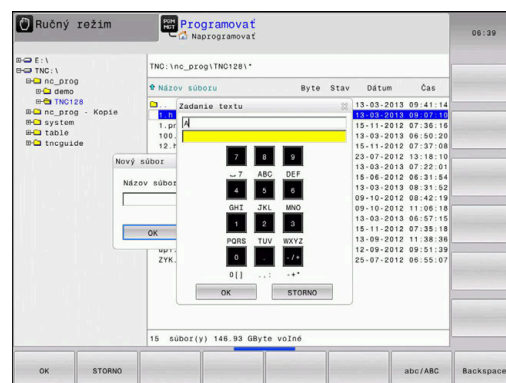 Ručný režim
PGM MGT
Programovať
Naprogramovať
06:39
E:\
TNC:\
nc_prog
demo
TNC128
nc_prog - Kopie
system
table
tncguide
TNC:\nc_prog\TNC128\*
Názov súboru Byte Stav Dátum Čas
.. 13-03-2013 09:41:14
1.h 13-03-2013 09:07:10
15-11-2012 07:36:16
100. 13-03-2013 06:50:20
12.h 15-11-2012 07:37:08
23-07-2012 13:18:10
13-03-2013 07:22:01
15-06-2012 06:31:54
13-03-2013 08:31:52
09-10-2012 08:42:19
09-10-2012 11:06:18
13-03-2013 06:57:15
15-11-2012 07:35:18
13-09-2012 11:38:36
12-09-2012 09:51:39
ZYK. 25-07-2012 06:55:07
Nový súbor
Názov súbor
OK
Zadanie textu
A
7 8 9
7 ABC DEF
4 5 6
GHI JKL MNO
1 2 3
PQRS TUV WXYZ
0 . -/+
0[] ..: -+*
OK STORNO
15 súbor(y) 146.93 GByte voľné
OK STORNO abc/ABC Backspace